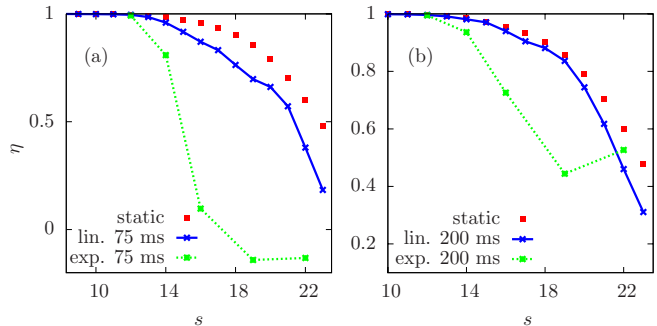 1
0.5
0
η
(a)
static
lin. 75 ms
exp. 75 ms
10
14
18
22
s
1
0.8
0.6
0.4
0.2
(b)
static
lin. 200 ms
exp. 200 ms
10
14
18
22
s